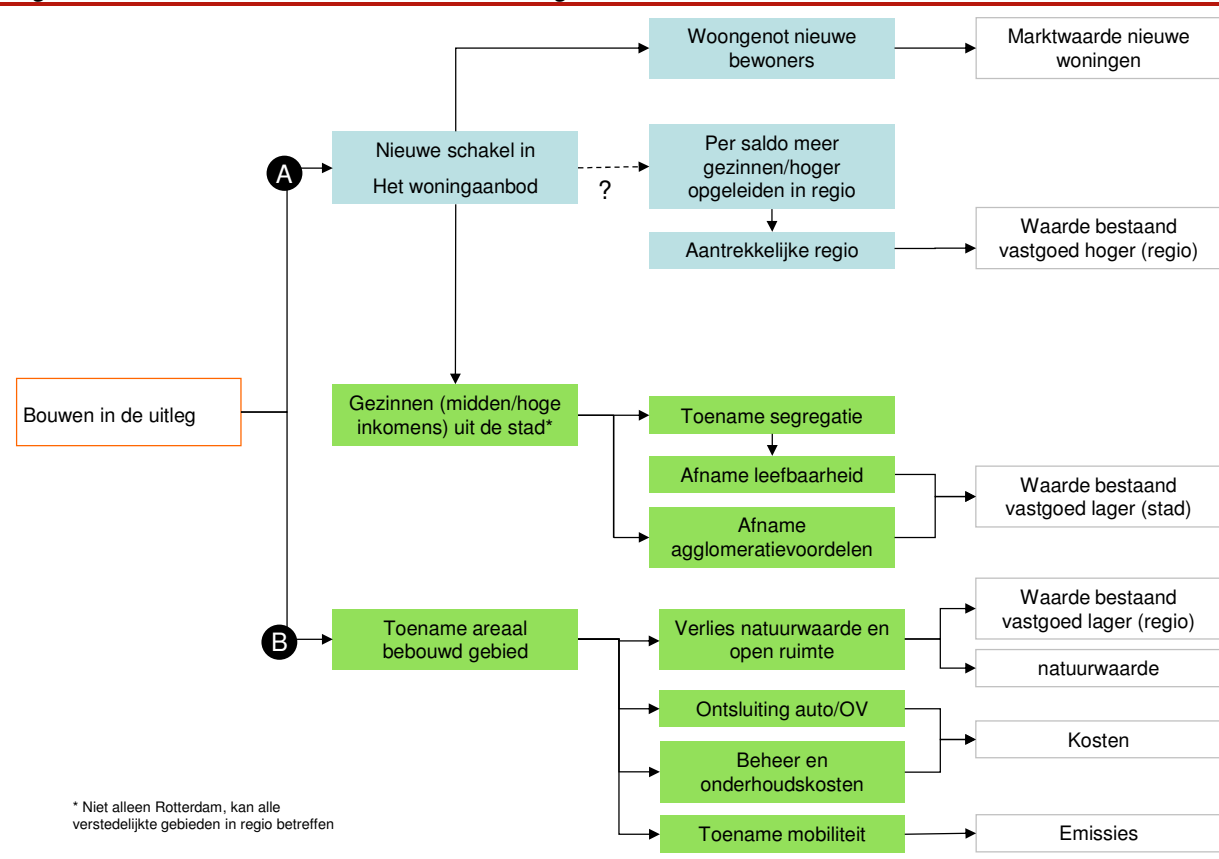 Woongenot nieuwe
bewoners
Marktwaarde nieuwe
woningen
Nieuwe schakel in
Het woningaanbod
A
?
Per saldo meer
gezinnen/hoger
opgeleiden in regio
Aantrekkelijke regio
Waarde bestaand
vastgoed hoger (regio)
Bouwen in de uitleg
Gezinnen (midden/hoge
inkomens) uit de stad*
Toename segregatie
Afname leefbaarheid
Afname
agglomeratievoordelen
Waarde bestaand
vastgoed lager (stad)
B
Toename areaal
bebouwd gebied
Verlies natuurwaarde en
open ruimte
Waarde bestaand
vastgoed lager (regio)
natuurwaarde
Ontsluiting auto/OV
Beheer en
onderhoudskosten
Kosten
Toename mobiliteit
Emissies
* Niet alleen Rotterdam, kan alle
verstedelijkte gebieden in regio betreffen